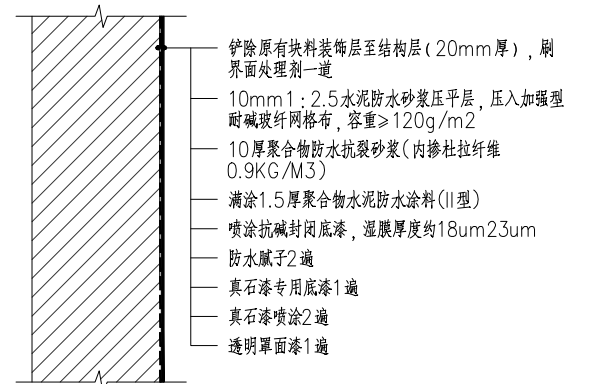 铲除原有块料装饰层至结构层(20mm厚),刷
界面处理剂一道
10mm1:2.5水泥防水砂浆压平层,压入加强型
耐碱玻纤网格布,容重≥120g/m2
10厚聚合物防水抗裂砂浆(内掺杜拉纤维
0.9KG/M3)
满涂1.5厚聚合物水泥防水涂料(II型)
喷涂抗碱封闭底漆,湿膜厚度约18um23um
防水腻子2遍
真石漆专用底漆1遍
真石漆喷涂2遍
透明罩面漆1遍